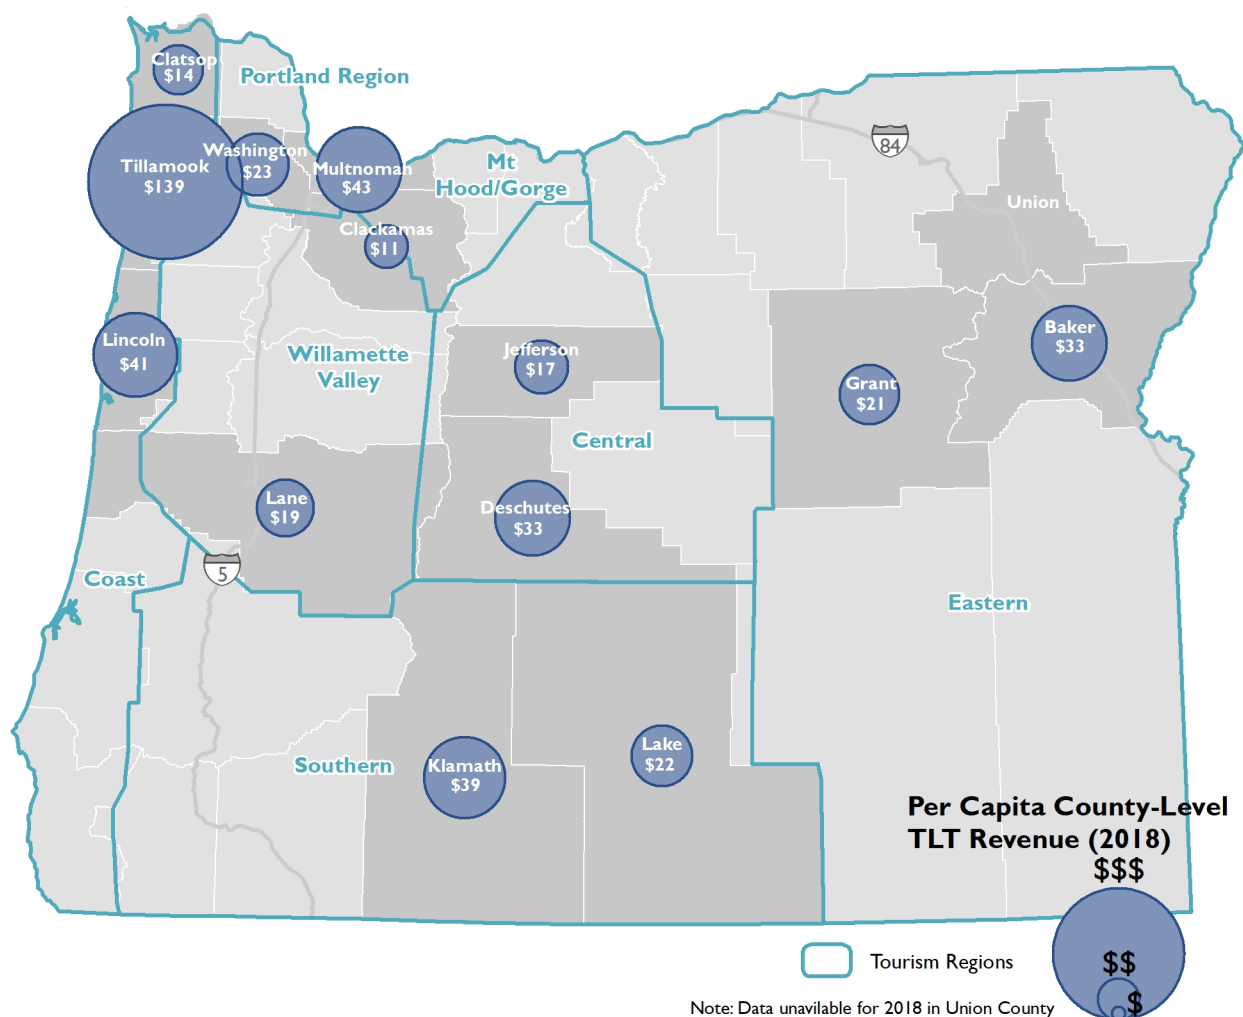 Clatsop
$14
Portland Region
84
Tillamook
$139
Washington
$23
Multnomah
$43
Mt
Hood/Gorge
Clackamas
$11
Union
Lincoln
$41
Willamette
Valley
Jefferson
$17
Baker
$33
Grant
$21
Central
Lane
$19
Deschutes
$33
5
Coast
Eastern
Southern
Klamath
$39
Lake
$22
Per Capita County-Level
TLT Revenue (2018)
$$$
$$
$
Tourism Regions
Note: Data unavailable for 2018 in Union County